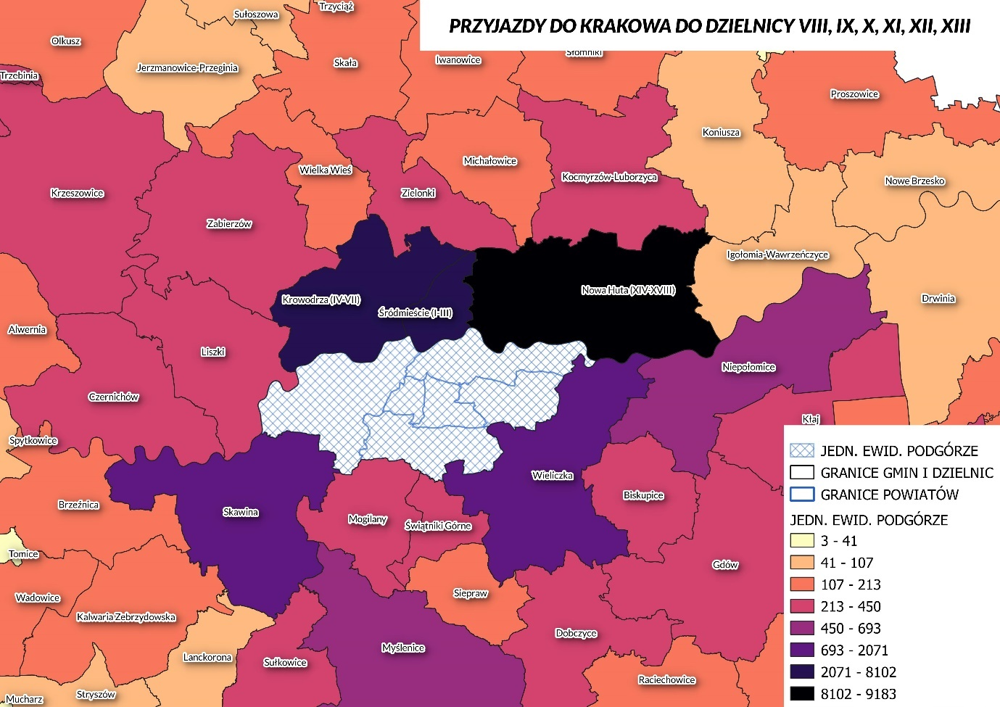 PRZYJAZDY DO KRAKOWA DO DZIELNICY VIII, IX, X, XI, XII, XIII
Trzyciąż
Sułoszowa
Olkusz
Słomniki
Iwanowice
Skała
Jerzmanowice-Przeginia
Trzebinia
Proszowice
Koniusza
Michałowice
Wielka Wieś
Kocmyrzów-Luborzyca
Nowe Brzesko
Krzeszowice
Zielonki
Zabierzów
Igołomia-Wawrzeńczyce
Nowa Huta (XIV-XVIII)
Krowodrza (IV-VII)
Drwinia
Śródmieście (I-III)
Alwernia
Liszki
Niepołomice
Czernichów
Kłaj
Spytkowice
Wieliczka
Biskupice
Brzeźnica
Skawina
Mogilany
Świątniki Górne
Tomice
Gdów
Siepraw
Wadowice
Kalwaria Zebrzydowska
Dobczyce
Myślenice
Lanckorona
Sułkowice
Raciechowice
Stryszów
Mucharz
JEDN. EWID. PODGÓRZE
GRANICE GMIN I DZIELNIC
GRANICE POWIATÓW
JEDN. EWID. PODGÓRZE
3 - 41
41 - 107
107 - 213
213 - 450
450 - 693
693 - 2071
2071 - 8102
8102 - 9183